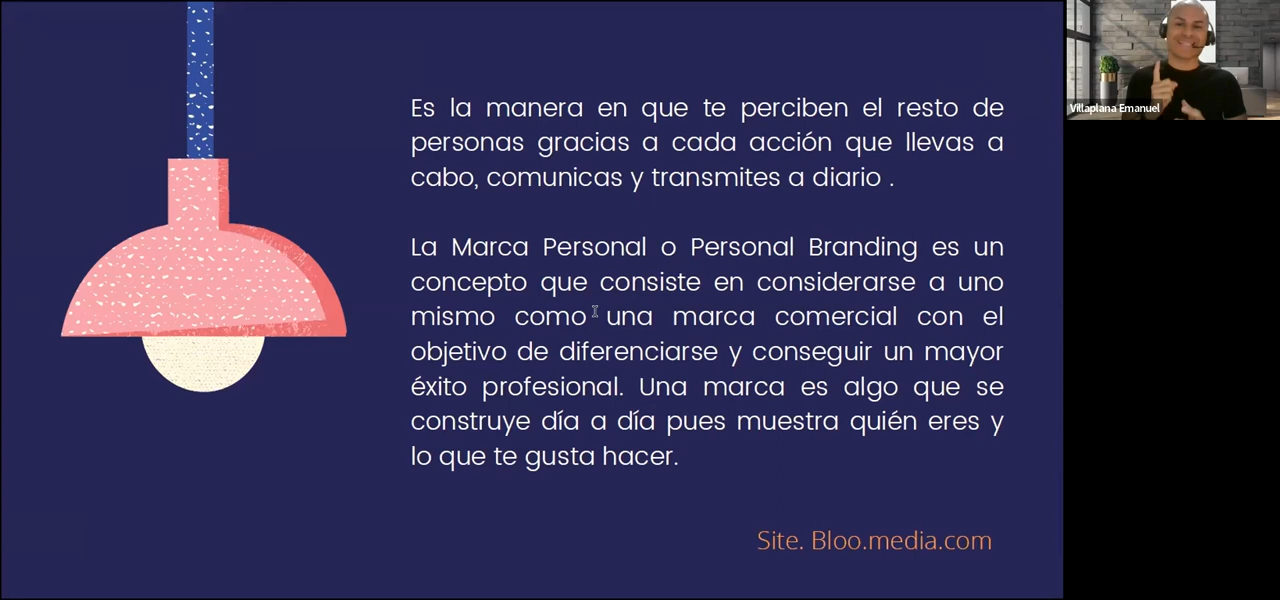 Es la manera en que te perciben el resto de
personas gracias a cada acción que llevas a
cabo, comunicas y transmites a diario .
La Marca Personal o Personal Branding es un
concepto que consiste en considerarse a uno
mismo como una marca comercial con el
objetivo de diferenciarse y conseguir un mayor
éxito profesional. Una marca es algo que se
construye día a día pues muestra quién eres y
lo que te gusta hacer.
Site. Bloo.media.com
Villaplana Emanuel